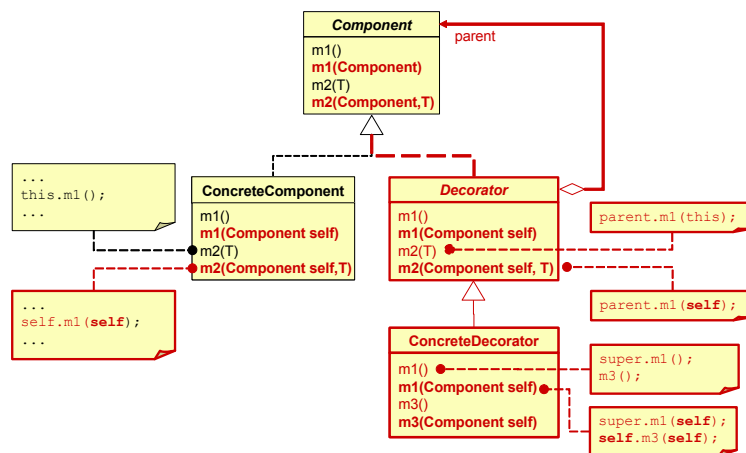 Component
m1()
m1(Component)
m2(T)
m2(Component,T)
parent
...
this.m1();
...
ConcreteComponent
m1()
m1(Component self)
m2(T)
m2(Component self,T)
...
self.m1(self);
...
Decorator
m1()
m1(Component self)
m2(T)
m2(Component self, T)
parent.m1(this);
parent.m1(self);
ConcreteDecorator
m1()
m1(Component self)
m3()
m3(Component self)
super.m1();
m3();
super.m1(self);
self.m3(self);